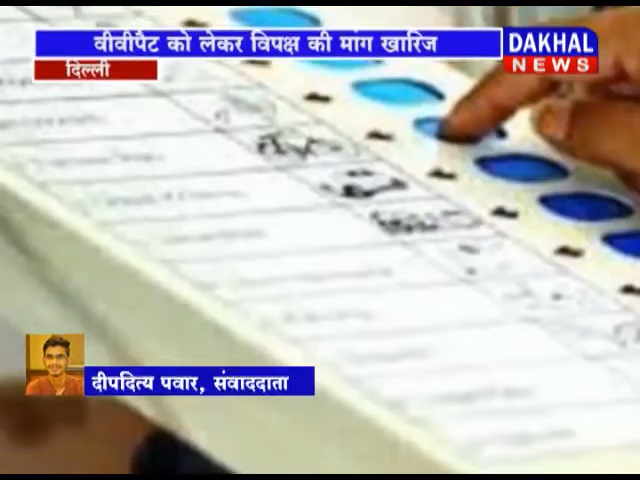 वीवीपैट को लेकर विपक्ष की मांग खारिज
DAKHAL
NEWS
दिल्ली
दीपदित्य पवार, संवाददाता